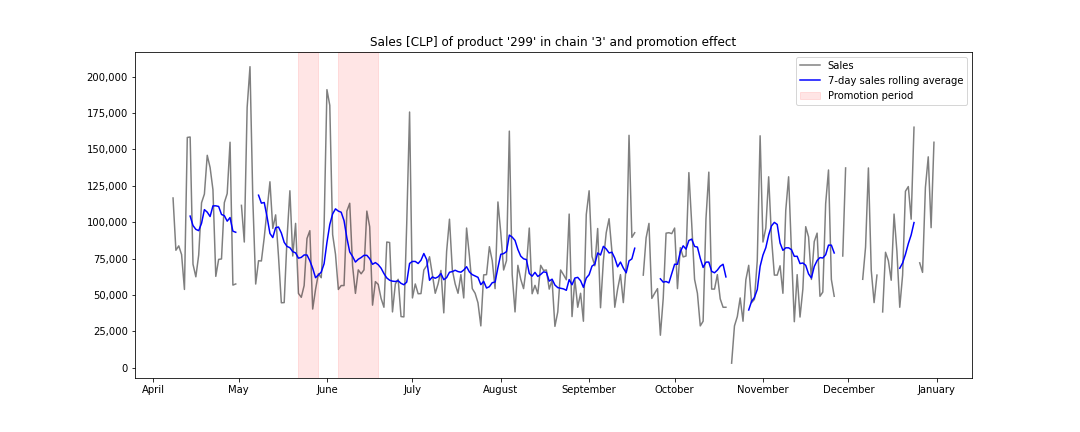 Sales [CLP] of product '299' in chain '3' and promotion effect
Sales
7-day sales rolling average
Promotion period
200,000
175,000
150,000
125,000
100,000
75,000
50,000
25,000
0
April May June July August September October November December January